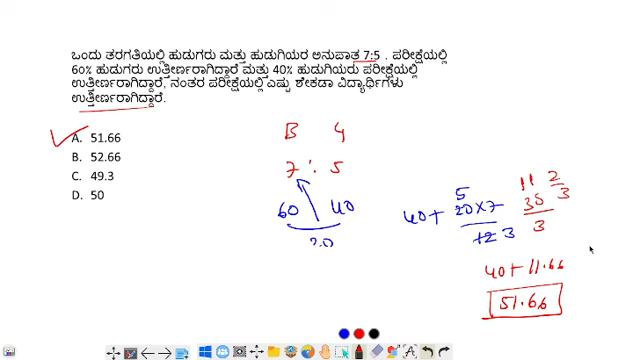 ಒಂದು ತರಗತಿಯಲ್ಲಿ ಹುಡುಗರು ಮತ್ತು ಹುಡುಗಿಯರ ಅನುಪಾತ 7:5 . ಪರೀಕ್ಷೆಯಲ್ಲಿ
60% ಹುಡುಗರು ಉತ್ತೀರ್ಣರಾಗಿದ್ದಾರೆ ಮತ್ತು 40% ಹುಡುಗಿಯರು ಪರೀಕ್ಷೆಯಲ್ಲಿ
ಉತ್ತೀರ್ಣರಾಗಿದ್ದಾರೆ, ನಂತರ ಪರೀಕ್ಷೆಯಲ್ಲಿ ಎಷ್ಟು ಶೇಕಡಾ ವಿದ್ಯಾರ್ಥಿಗಳು
ಉತ್ತೀರ್ಣರಾಗಿದ್ದಾರೆ.
A. 51.66
B. 52.66
C. 49.3
D. 50
B 4
7 : 5
60 40
20
5
40 + 20 × 7
12 3
11 2
35 3
3
40 + 11.66
51.66